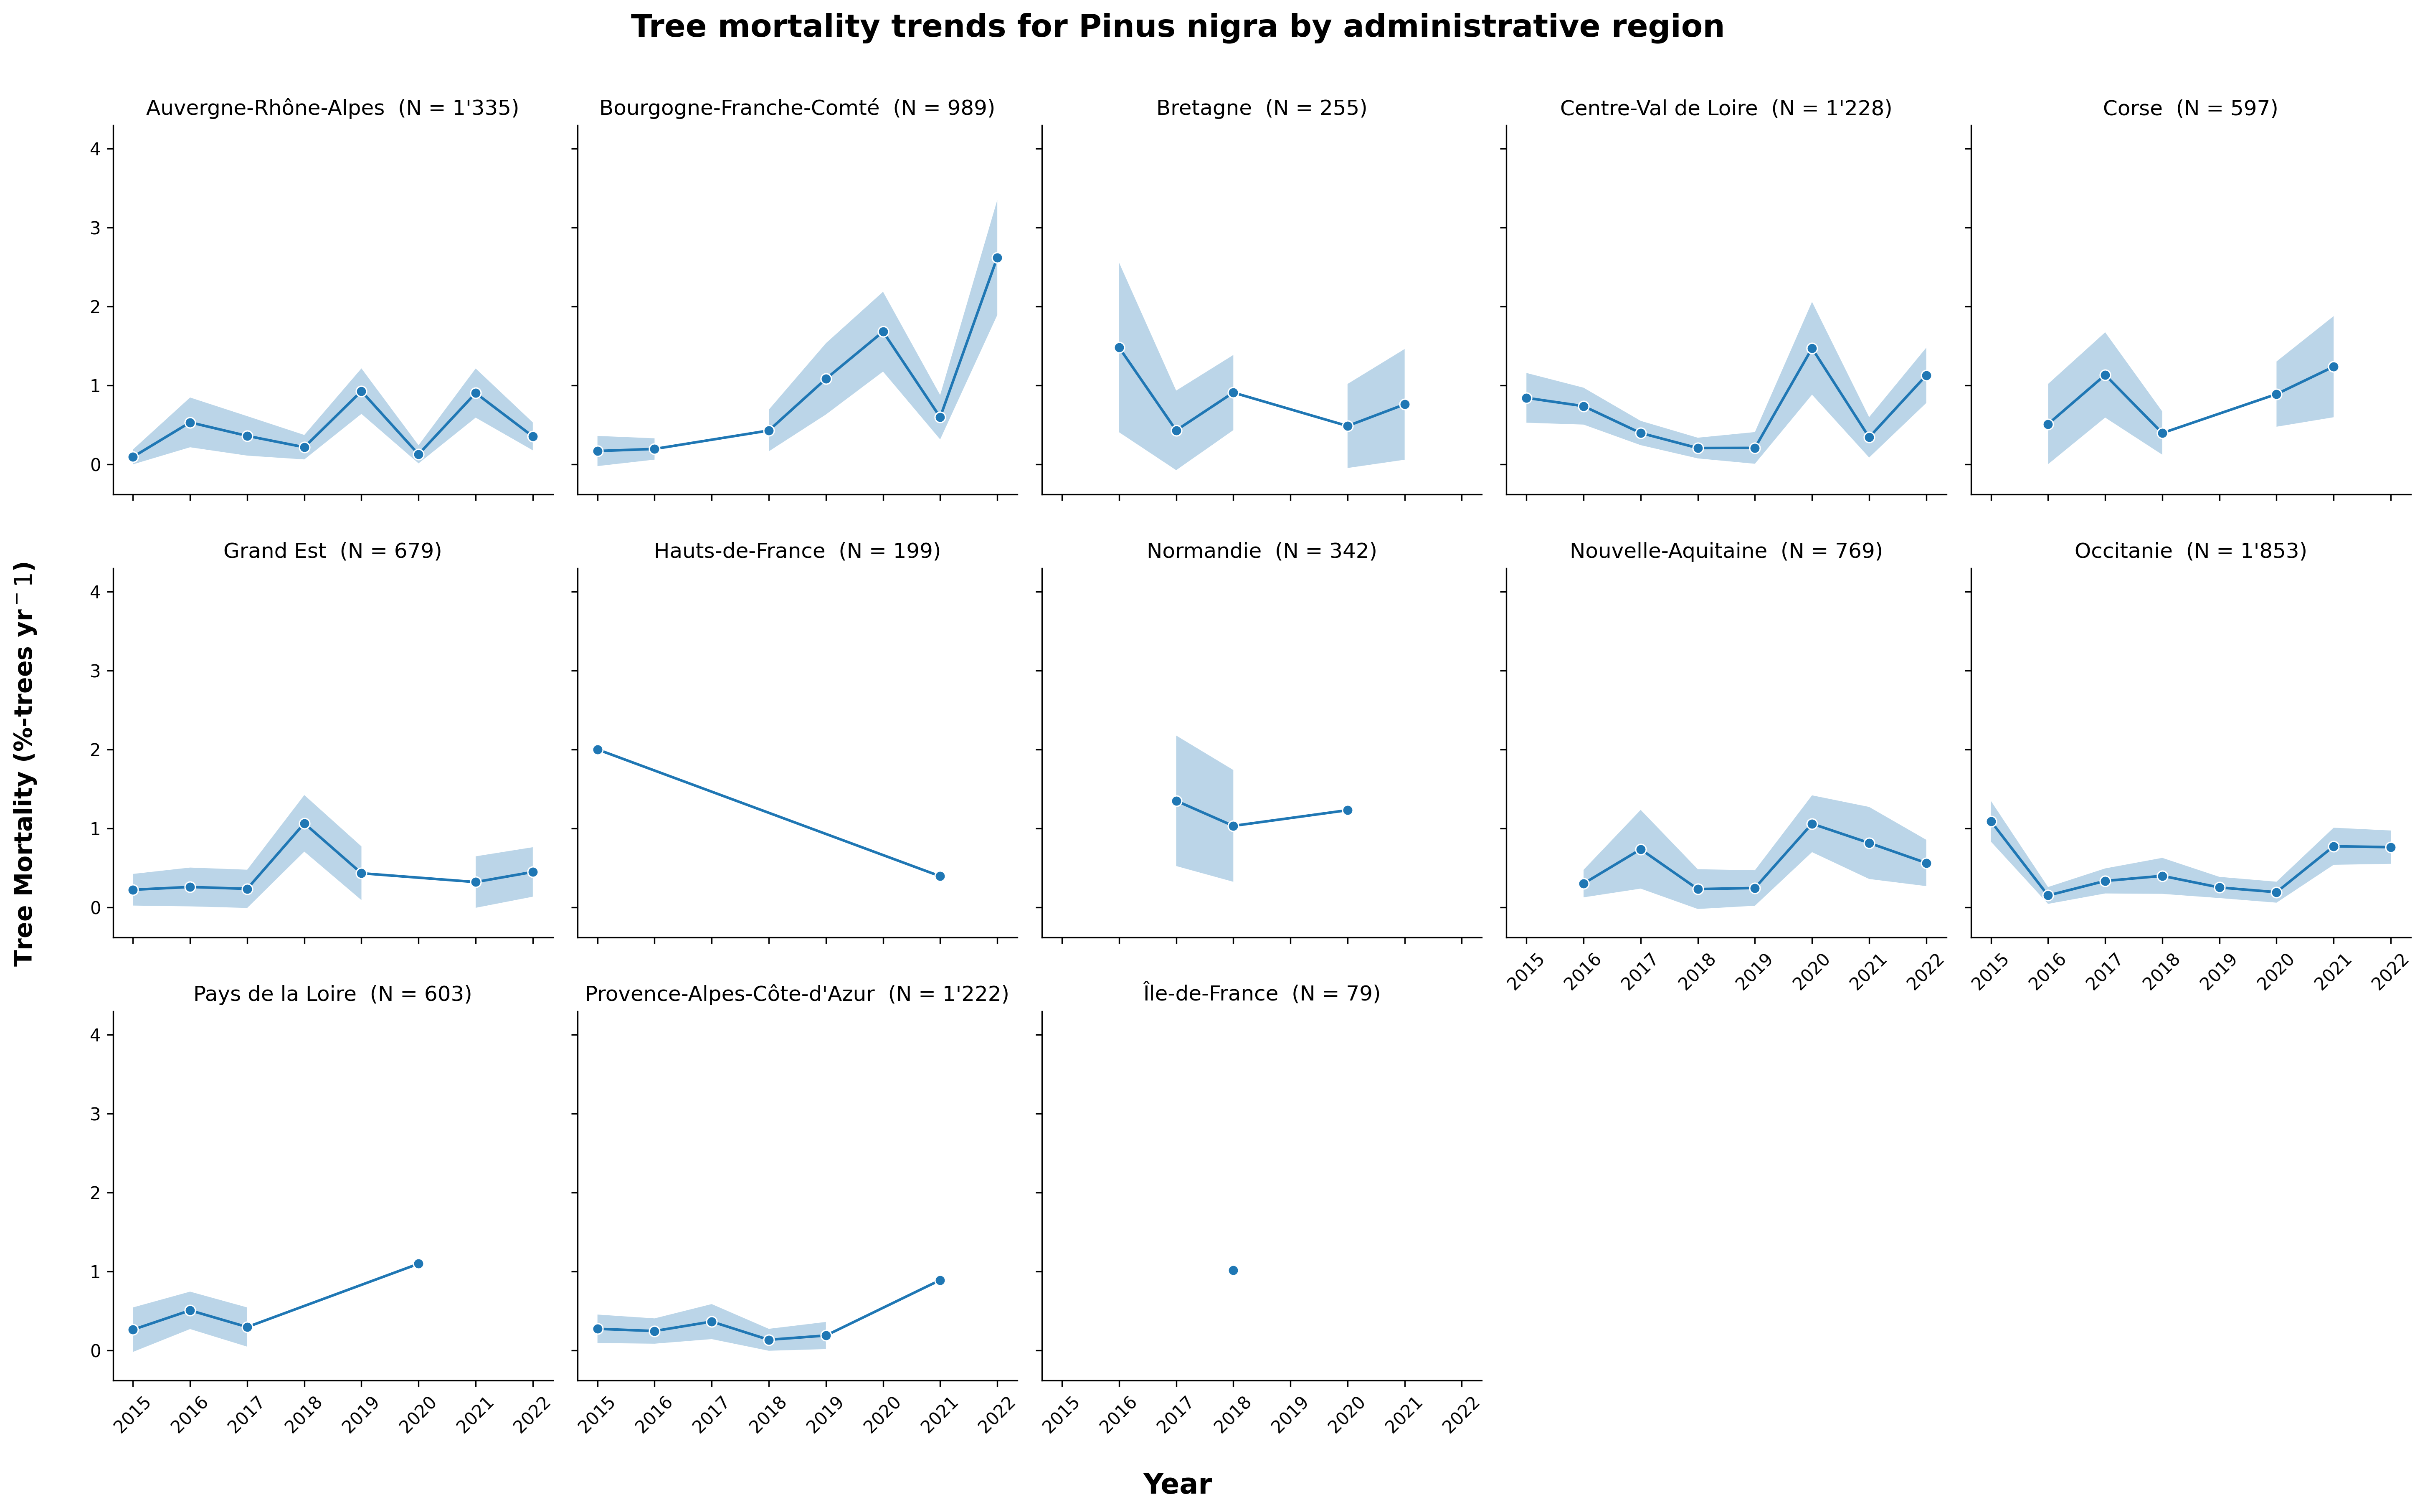 Tree mortality trends for Pinus nigra by administrative region
Auvergne-Rhône-Alpes (N = 1'335)
Bourgogne-Franche-Comté (N = 989)
Bretagne (N = 255)
Centre-Val de Loire (N = 1'228)
Corse (N = 597)
4
3
2
1
0
Tree Mortality (%-trees yr⁻1)
Grand Est (N = 679)
Hauts-de-France (N = 199)
Normandie (N = 342)
Nouvelle-Aquitaine (N = 769)
Occitanie (N = 1'853)
4
3
2
1
0
2015 2016 2017 2018 2019 2020 2021 2022
2015 2016 2017 2018 2019 2020 2021 2022
Pays de la Loire (N = 603)
Provence-Alpes-Côte-d'Azur (N = 1'222)
Île-de-France (N = 79)
4
3
2
1
0
2015 2016 2017 2018 2019 2020 2021 2022
2015 2016 2017 2018 2019 2020 2021 2022
2015 2016 2017 2018 2019 2020 2021 2022
Year